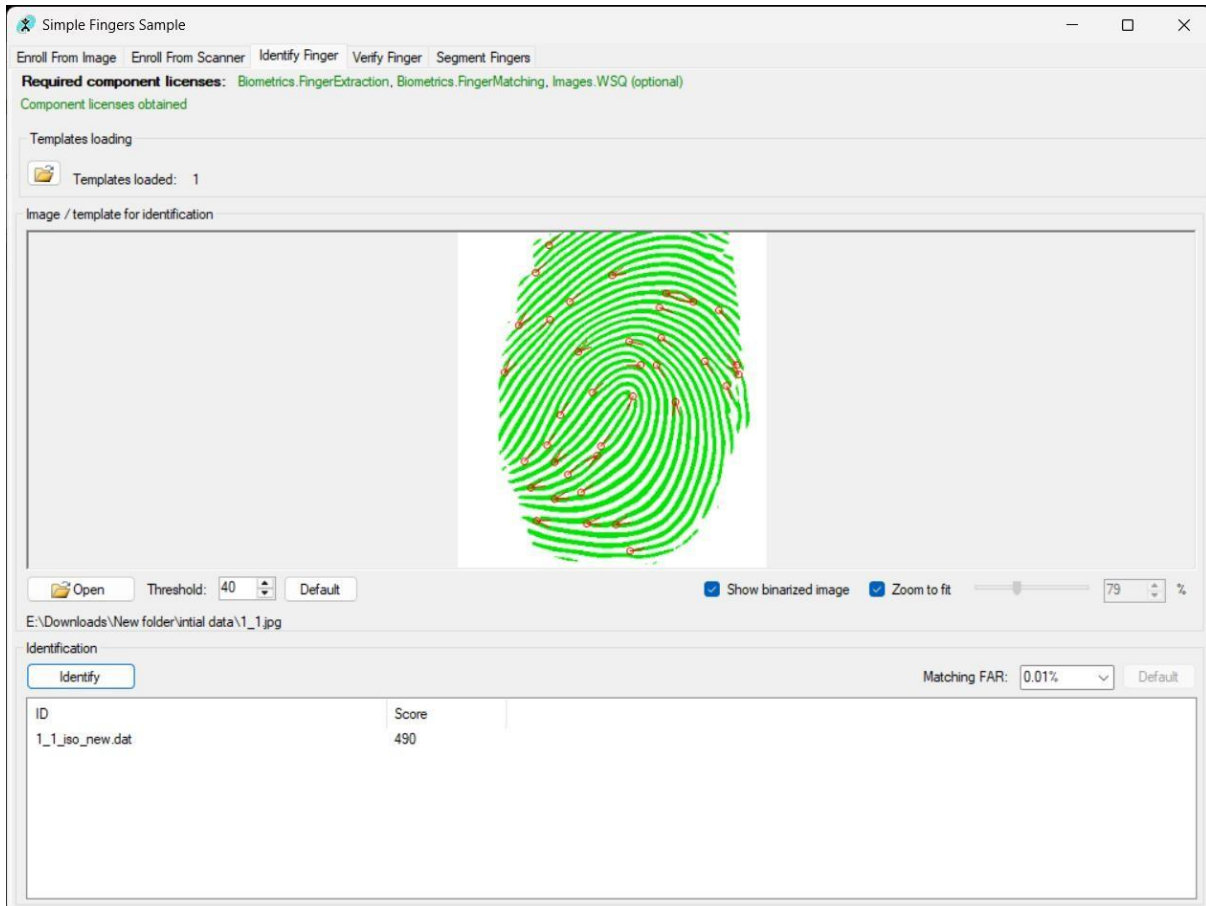 Simple Fingers Sample
Enroll From Image Enroll From Scanner Identify Finger Verify Finger Segment Fingers
Required component licenses: Biometrics.FingerExtraction, Biometrics.FingerMatching, Images.WSQ (optional)
Component licenses obtained
Templates loading
Templates loaded: 1
Image / template for identification
Open Threshold: 40 Default Show binarized image Zoom to fit 79 %
E:\Downloads\New folder\intial data\1_1.jpg
Identification
Identify Matching FAR: 0.01% Default
ID Score
1_1_iso_new.dat 490